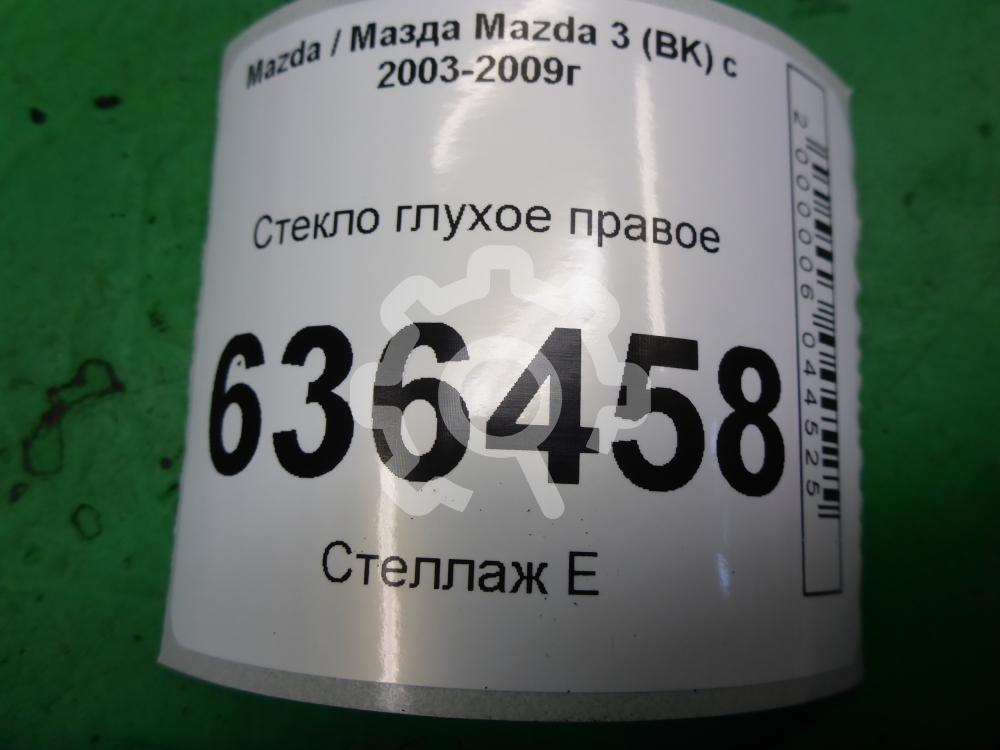 Mazda / Мазда Mazda 3 (BK) с
2003-2009г
Стекло глухое правое
636458
Стеллаж Е
2000006044525